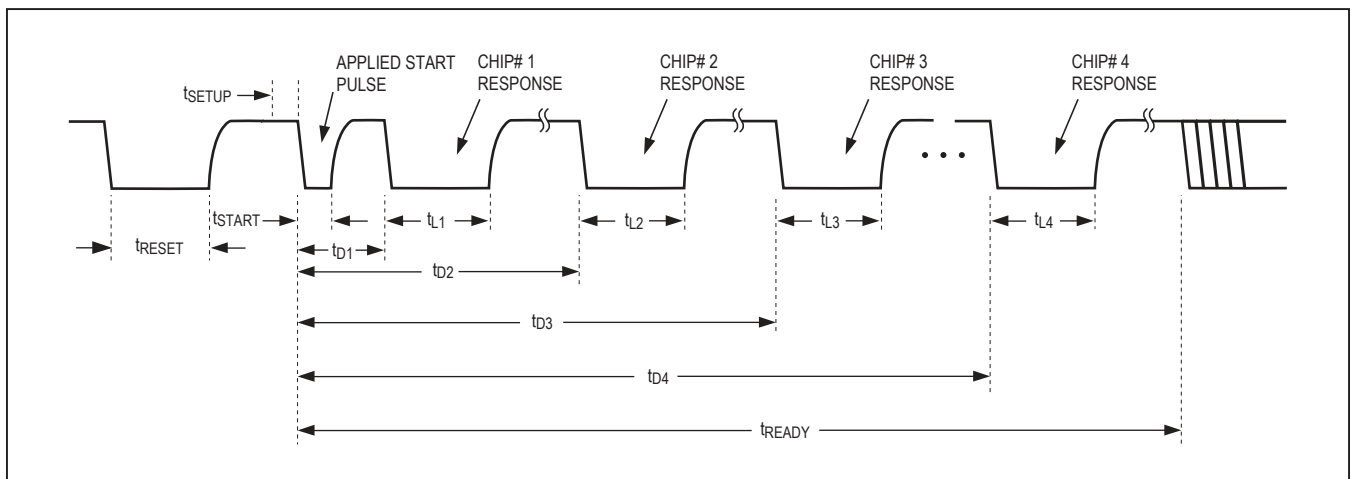 APPLIED START
PULSE
CHIP# 1
RESPONSE
CHIP# 2
RESPONSE
CHIP# 3
RESPONSE
CHIP# 4
RESPONSE
tSETUP
tSTART
tL1
tL2
tL3
tL4
tRESET
tD1
tD2
tD3
tD4
tREADY